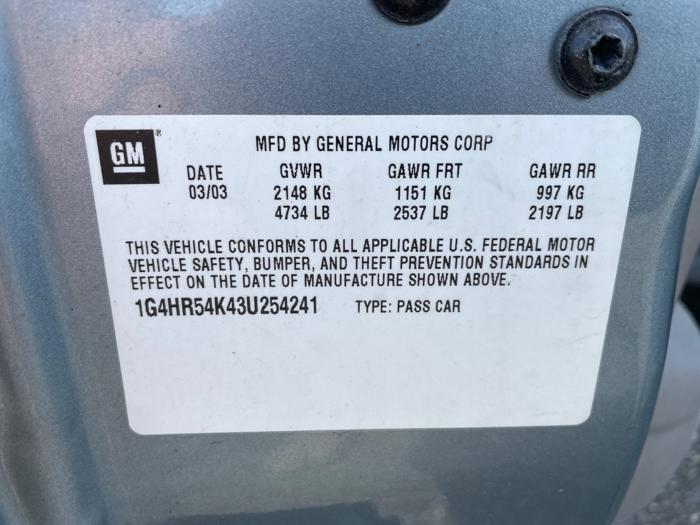 GM®
MFD BY GENERAL MOTORS CORP
DATE GVWR GAWR FRT GAWR RR
03/03 2148 KG 1151 KG 997 KG
4734 LB 2537 LB 2197 LB
THIS VEHICLE CONFORMS TO ALL APPLICABLE U.S. FEDERAL MOTOR
VEHICLE SAFETY, BUMPER, AND THEFT PREVENTION STANDARDS IN
EFFECT ON THE DATE OF MANUFACTURE SHOWN ABOVE.
1G4HR54K43U254241 TYPE: PASS CAR